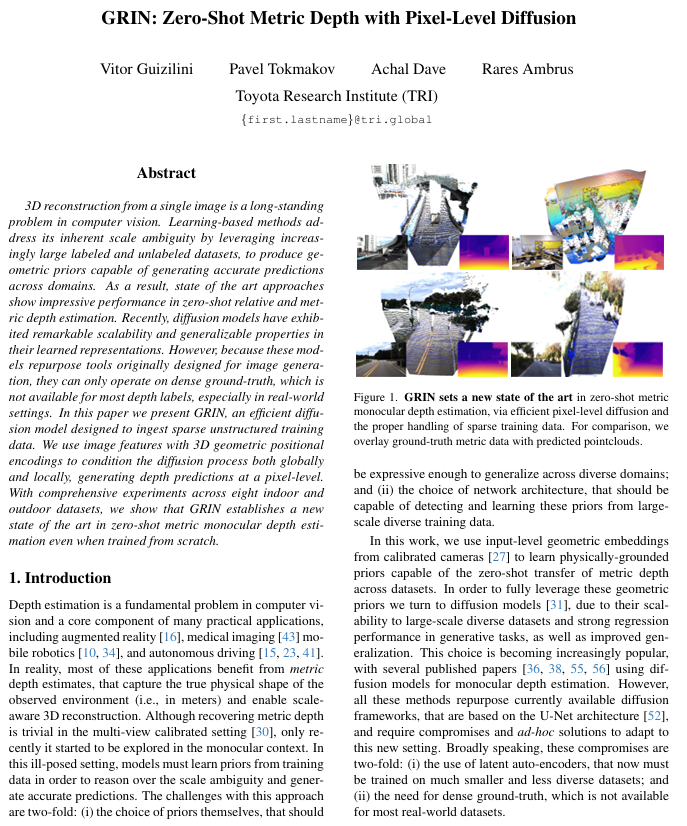 GRIN: Zero-Shot Metric Depth with Pixel-Level Diffusion
Vitor Guizilini Pavel Tokmakov Achal Dave Rares Ambrus
Toyota Research Institute (TRI)
{first.lastname}@tri.global
Abstract
3D reconstruction from a single image is a long-standing
problem in computer vision. Learning-based methods ad-
dress its inherent scale ambiguity by leveraging increas-
ingly large labeled and unlabeled datasets, to produce ge-
ometric priors capable of generating accurate predictions
across domains. As a result, state of the art approaches
show impressive performance in zero-shot relative and met-
ric depth estimation. Recently, diffusion models have exhib-
ited remarkable scalability and generalizable properties in
their learned representations. However, because these mod-
els repurpose tools originally designed for image genera-
tion, they can only operate on dense ground-truth, which is
not available for most depth labels, especially in real-world
settings. In this paper we present GRIN, an efficient diffu-
sion model designed to ingest sparse unstructured training
data. We use image features with 3D geometric positional
encodings to condition the diffusion process both globally
and locally, generating depth predictions at a pixel-level.
With comprehensive experiments across eight indoor and
outdoor datasets, we show that GRIN establishes a new
state of the art in zero-shot metric monocular depth esti-
mation even when trained from scratch.
1. Introduction
Depth estimation is a fundamental problem in computer vi-
sion and a core component of many practical applications,
including augmented reality [16], medical imaging [43] mo-
bile robotics [10, 34], and autonomous driving [15, 23, 41].
In reality, most of these applications benefit from metric
depth estimates, that capture the true physical shape of the
observed environment (i.e., in meters) and enable scale-
aware 3D reconstruction. Although recovering metric depth
is trivial in the multi-view calibrated setting [30], only re-
cently it started to be explored in the monocular context. In
this ill-posed setting, models must learn priors from training
data in order to reason over the scale ambiguity and gener-
ate accurate predictions. The challenges with this approach
are two-fold: (i) the choice of priors themselves, that should
Figure 1. GRIN sets a new state of the art in zero-shot metric
monocular depth estimation, via efficient pixel-level diffusion and
the proper handling of sparse training data. For comparison, we
overlay ground-truth metric data with predicted pointclouds.
be expressive enough to generalize across diverse domains;
and (ii) the choice of network architecture, that should be
capable of detecting and learning these priors from large-
scale diverse training data.
In this work, we use input-level geometric embeddings
from calibrated cameras [27] to learn physically-grounded
priors capable of the zero-shot transfer of metric depth
across datasets. In order to fully leverage these geometric
priors we turn to diffusion models [31], due to their scal-
ability to large-scale diverse datasets and strong regression
performance in generative tasks, as well as improved gen-
eralization. This choice is becoming increasingly popular,
with several published papers [36, 38, 55, 56] using dif-
fusion models for monocular depth estimation. However,
all these methods repurpose currently available diffusion
frameworks, that are based on the U-Net architecture [52],
and require compromises and ad-hoc solutions to adapt to
this new setting. Broadly speaking, these compromises are
two-fold: (i) the use of latent auto-encoders, that now must
be trained on much smaller and less diverse datasets; and
(ii) the need for dense ground-truth, which is not available
for most real-world datasets.